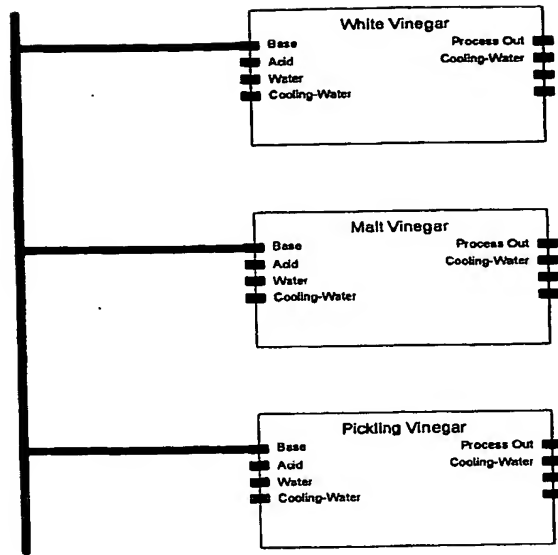 White Vinegar
Base
Process Out
Acid
Cooling-Water
Water
Cooling-Water
Malt Vinegar
Base
Process Out
Acid
Cooling-Water
Water
Cooling-Water
Pickling Vinegar
Base
Process Out
Acid
Cooling-Water
Water
Cooling-Water